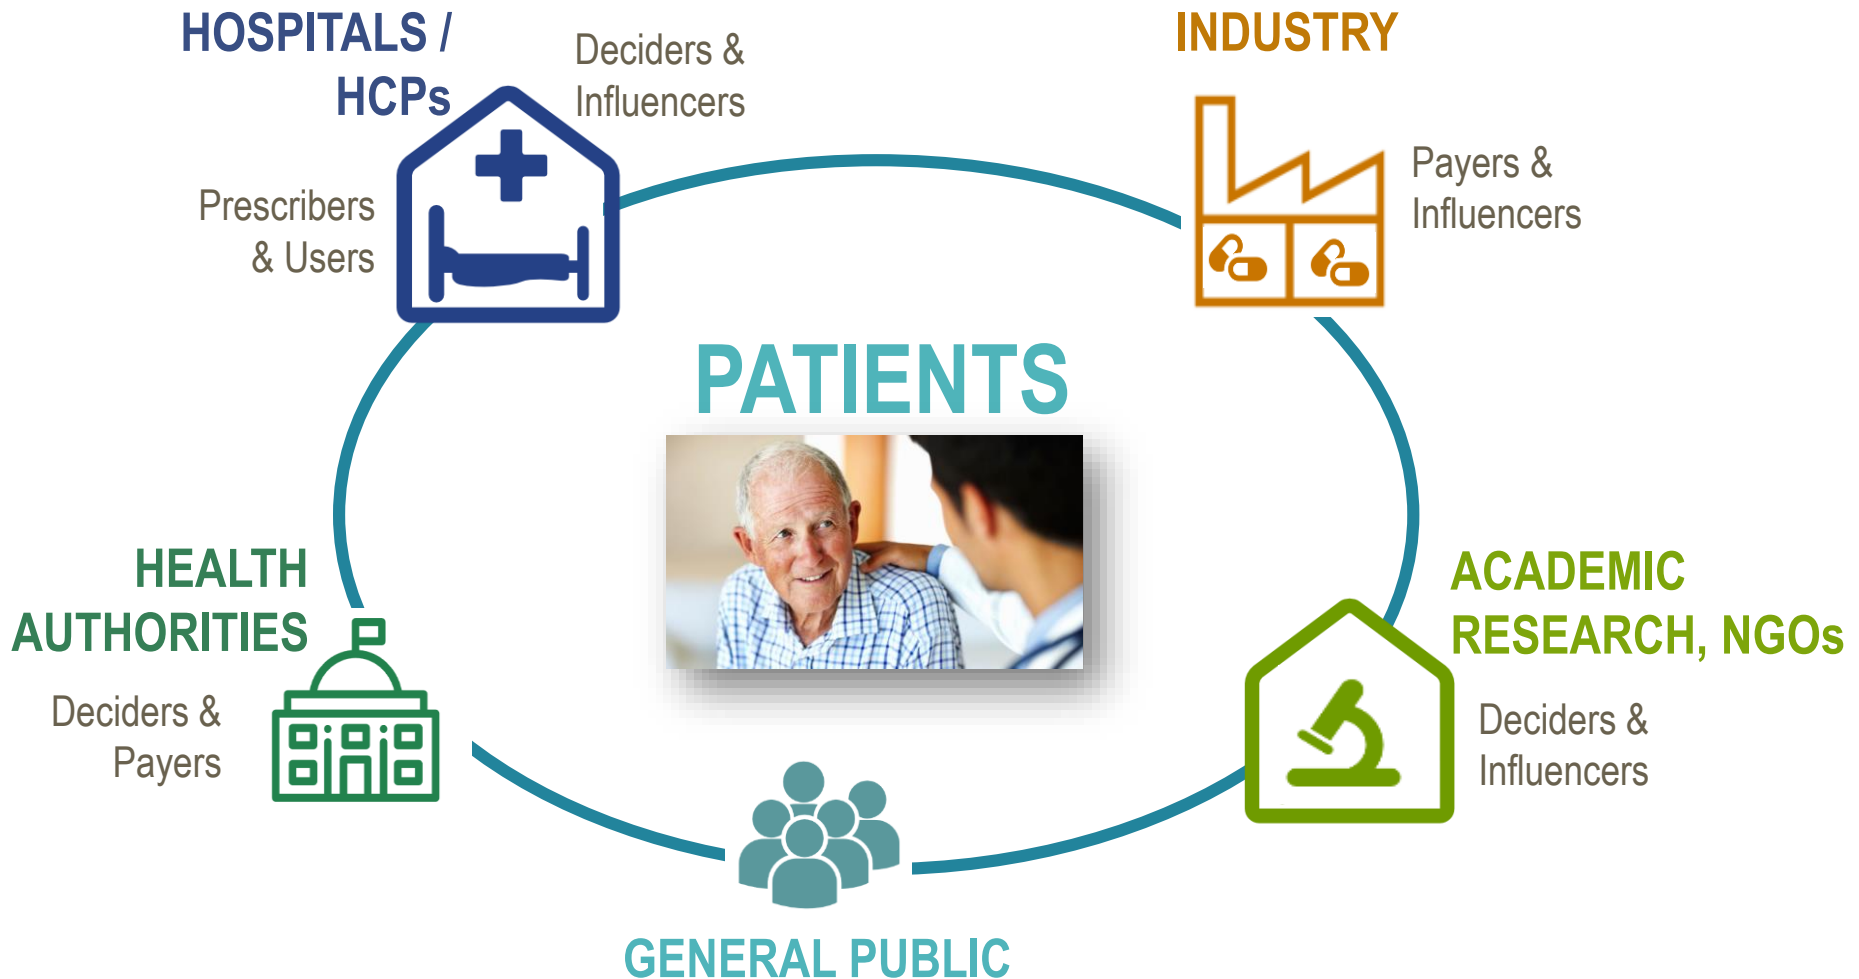 HOSPITALS /
HCPs
Deciders &
Influencers
Prescribers
& Users
INDUSTRY
Payers &
Influencers
PATIENTS
HEALTH
AUTHORITIES
Deciders &
Payers
ACADEMIC
RESEARCH, NGOs
Deciders &
Influencers
GENERAL PUBLIC